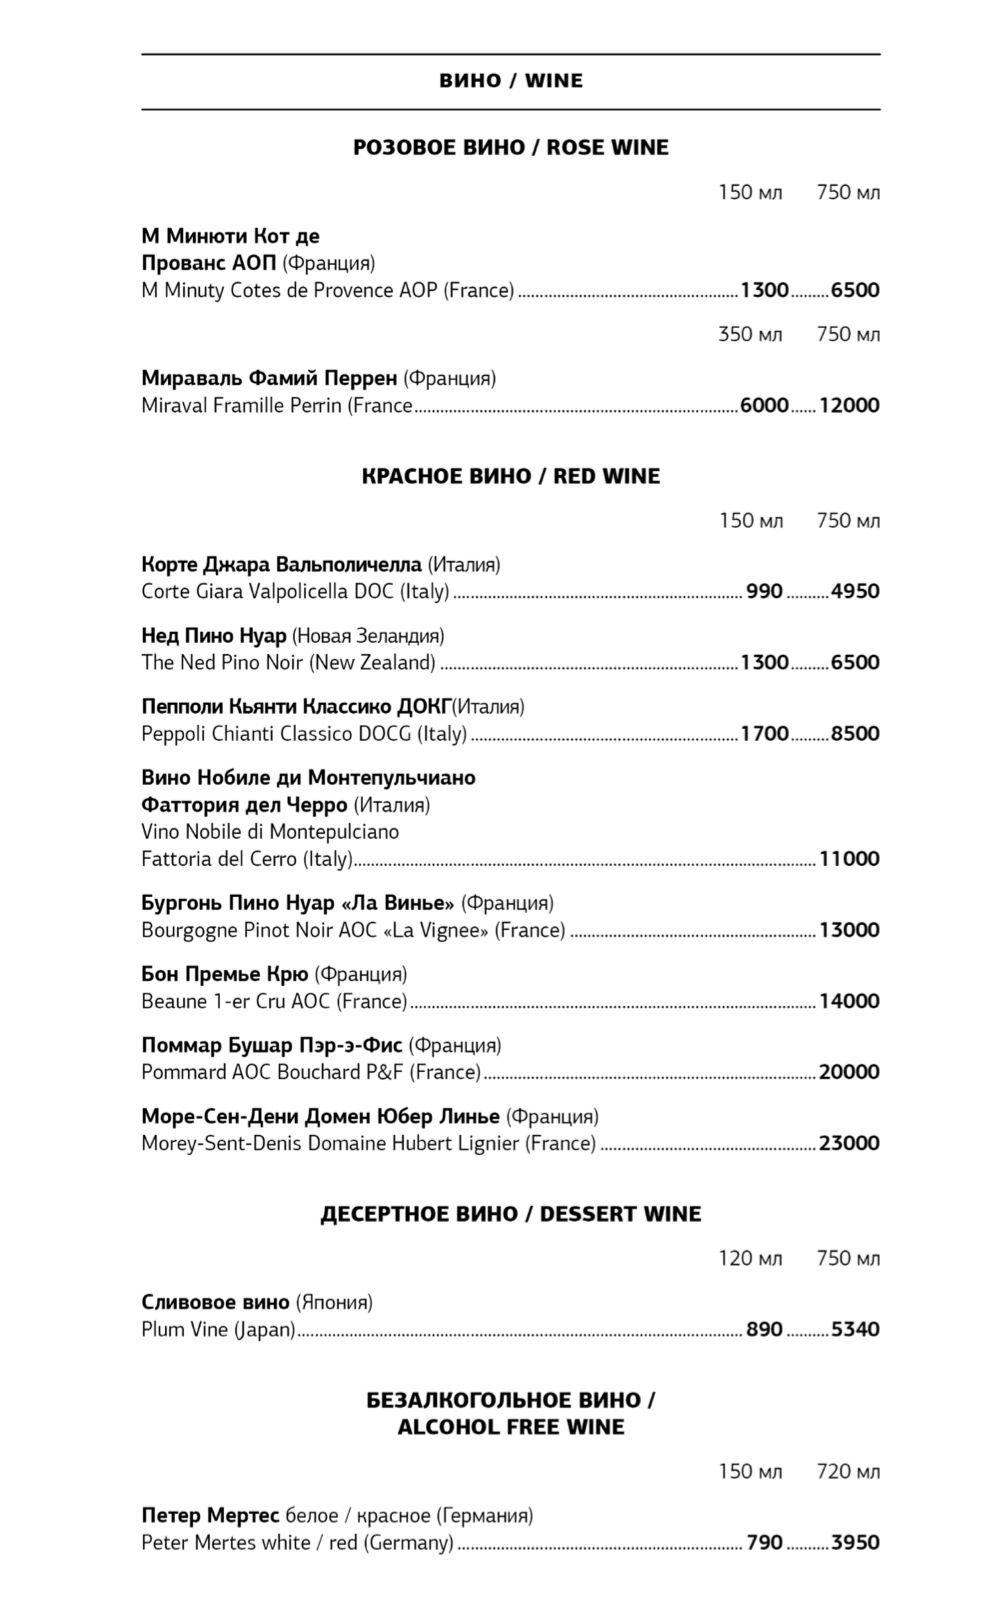 ВИНО / WINE
РОЗОВОЕ ВИНО / ROSE WINE
150 мл 750 мл
М Минюти Кот де
Прованс АОП (Франция)
M Minuty Cotes de Provence AOP (France) 1300 6500
350 мл 750 мл
Мираваль Фамий Перрен (Франция)
Miraval Framille Perrin (France 6000 12000
КРАСНОЕ ВИНО / RED WINE
150 мл 750 мл
Корте Джара Вальполичелла (Италия)
Corte Giara Valpolicella DOC (Italy) 990 4950
Нед Пино Нуар (Новая Зеландия)
The Ned Pino Noir (New Zealand) 1300 6500
Пепполи Кьянти Классико ДОКГ(Италия)
Peppoli Chianti Classico DOCG (Italy) 1700 8500
Вино Нобиле ди Монтепульчиано
Фаттория дел Черро (Италия)
Vino Nobile di Montepulciano
Fattoria del Cerro (Italy) 11000
Бургонь Пино Нуар «Ла Винье» (Франция)
Bourgogne Pinot Noir AOC «La Vignee» (France) 13000
Бон Премье Крю (Франция)
Beaune 1-er Cru AOC (France) 14000
Поммар Бушар Пэр-э-Фис (Франция)
Pommard AOC Bouchard P&F (France) 20000
Море-Сен-Дени Домен Юбер Линье (Франция)
Morey-Sent-Denis Domaine Hubert Lignier (France) 23000
ДЕСЕРТНОЕ ВИНО / DESSERT WINE
120 мл 750 мл
Сливовое вино (Япония)
Plum Vine (Japan) 890 5340
БЕЗАЛКОГОЛЬНОЕ ВИНО /
ALCOHOL FREE WINE
150 мл 720 мл
Петер Мертес белое / красное (Германия)
Peter Mertes white / red (Germany) 790 3950